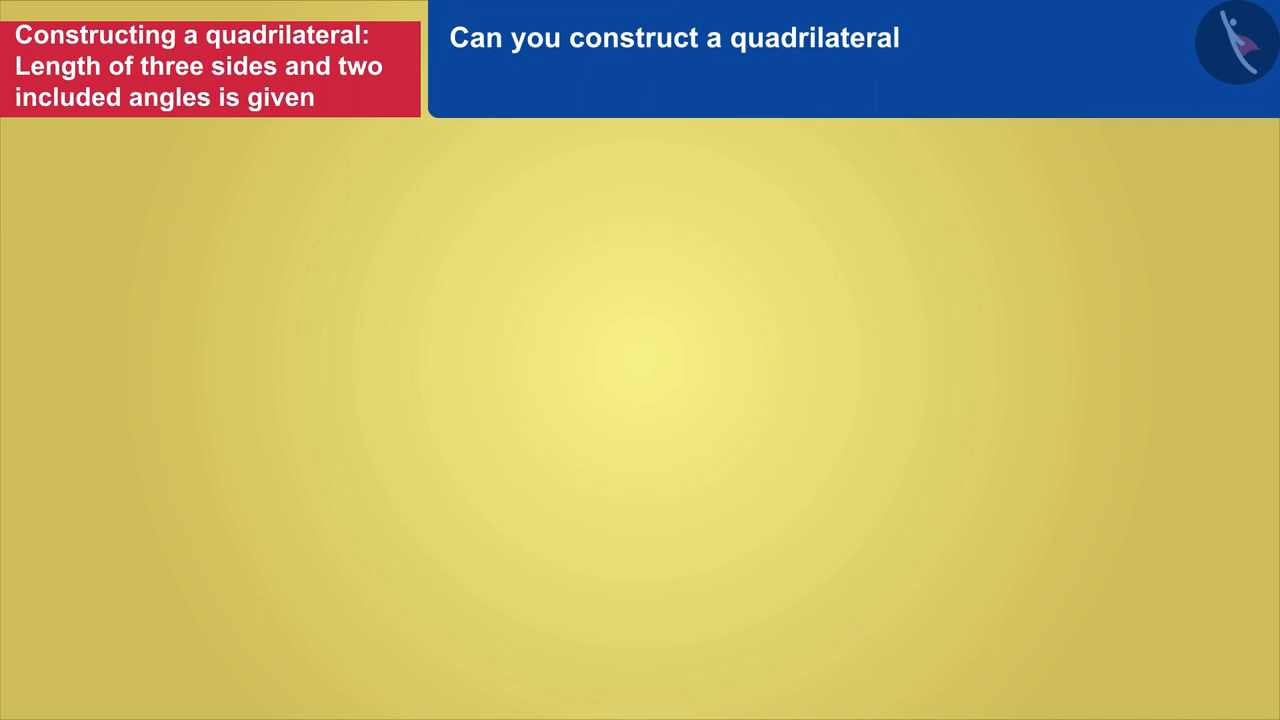 Constructing a quadrilateral:
Length of three sides and two
included angles is given
Can you construct a quadrilateral